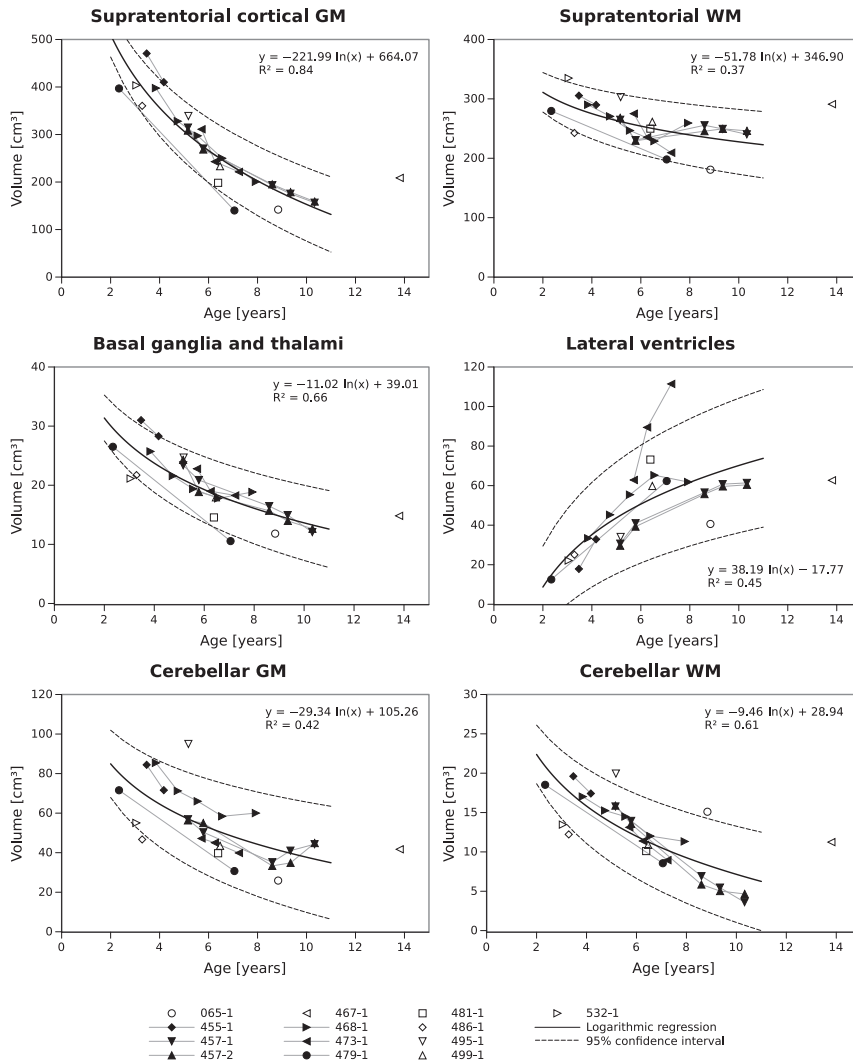 Supratentorial cortical GM
500
400
300
200
100
0
Volume [cm³]
y = −221.99 ln(x) + 664.07
R² = 0.84
0 2 4 6 8 10 12 14
Age [years]
Supratentorial WM
400
300
200
100
0
Volume [cm³]
y = −51.78 ln(x) + 346.90
R² = 0.37
0 2 4 6 8 10 12 14
Age [years]
Basal ganglia and thalami
40
30
20
10
0
Volume [cm³]
y = −11.02 ln(x) + 39.01
R² = 0.66
0 2 4 6 8 10 12 14
Age [years]
Lateral ventricles
120
100
80
60
40
20
0
Volume [cm³]
y = 38.19 ln(x) − 17.77
R² = 0.45
0 2 4 6 8 10 12 14
Age [years]
Cerebellar GM
120
100
80
60
40
20
0
Volume [cm³]
y = −29.34 ln(x) + 105.26
R² = 0.42
0 2 4 6 8 10 12 14
Age [years]
Cerebellar WM
30
25
20
15
10
5
0
Volume [cm³]
y = −9.46 ln(x) + 28.94
R² = 0.61
0 2 4 6 8 10 12 14
Age [years]
065-1 467-1 481-1 532-1
455-1 468-1 486-1 Logarithmic regression
457-1 473-1 495-1 95% confidence interval
457-2 479-1 499-1